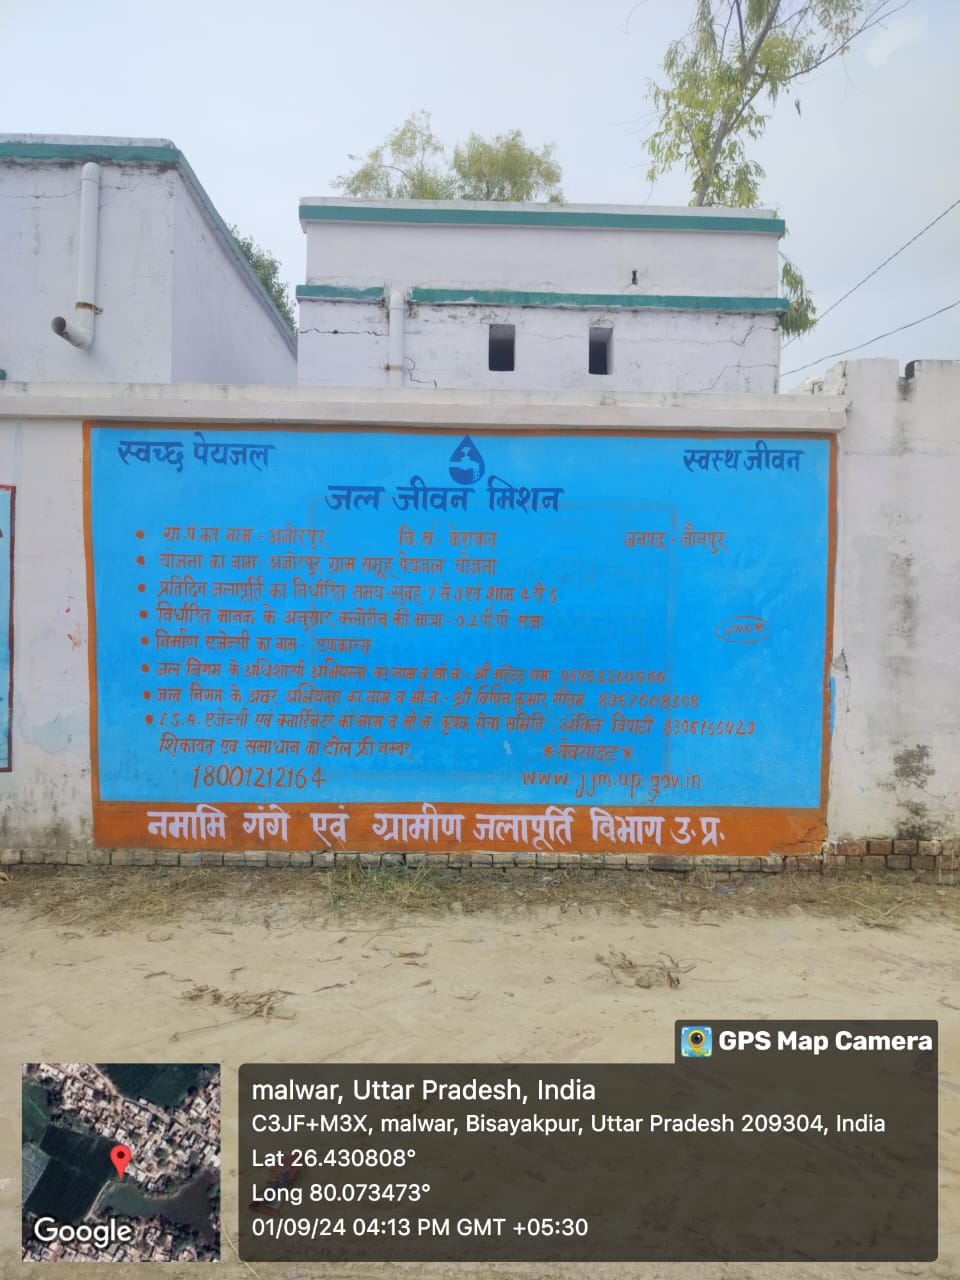 स्वच्छ पेयजल
स्वस्थ जीवन
जल जीवन मिशन
ग्रा.प.का नाम - अजोरपुर वि.ख.- केराकत जनपद - जौनपुर
योजना का नाम- अजोरपुर ग्राम समूह पेयजल योजना
प्रतिदिन जलापूर्ति का निर्धारित समय - सुबह 7 से 9 एवं शाम 4 से 6
निर्धारित मानक के अनुसार क्लोरीन की मात्रा - 0.2 पी.पी. एम
निर्माण एजेन्सी का नाम - एफकान्स
JNKM
जल निगम के अधिशासी अभियन्ता का नाम व मो.न.- श्री महेन्द्र राम
जल निगम के अवर अभियन्ता का नाम व मो.न.- श्री विपिन कुमार गौतम 8957008308
I.S.A. एजेन्सी एवं क्वार्डिनेटर का नाम व मो.न.- कृषक सेवा समिति, अंकित त्रिपाठी
शिकायत एवं समाधान का टोल फ्री नम्बर * वेबसाइट *
18001212164 www.jjm.up.gov.in
नमामि गंगे एवं ग्रामीण जलापूर्ति विभाग उ.प्र.
GPS Map Camera
malwar, Uttar Pradesh, India
C3JF+M3X, malwar, Bisayakpur, Uttar Pradesh 209304, India
Lat 26.430808°
Long 80.073473°
01/09/24 04:13 PM GMT +05:30
Google